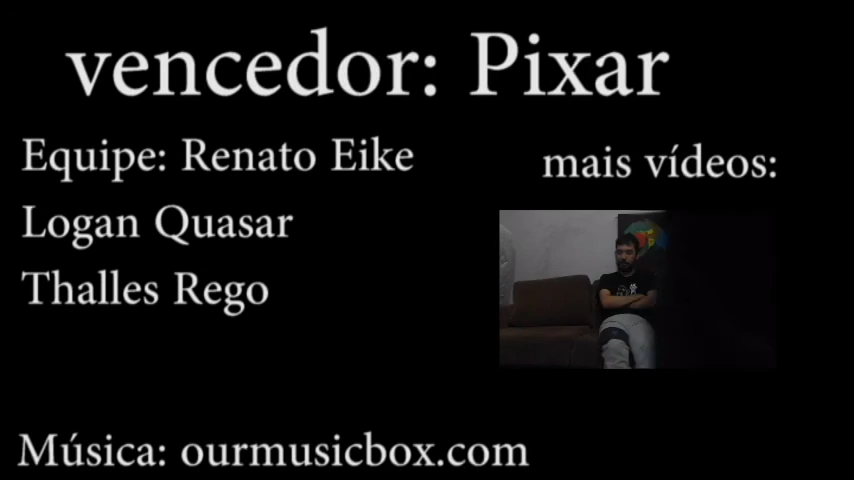 vencedor: Pixar
Equipe: Renato Eike
Logan Quasar
Thalles Rego
mais vídeos:
Música: ourmusicbox.com